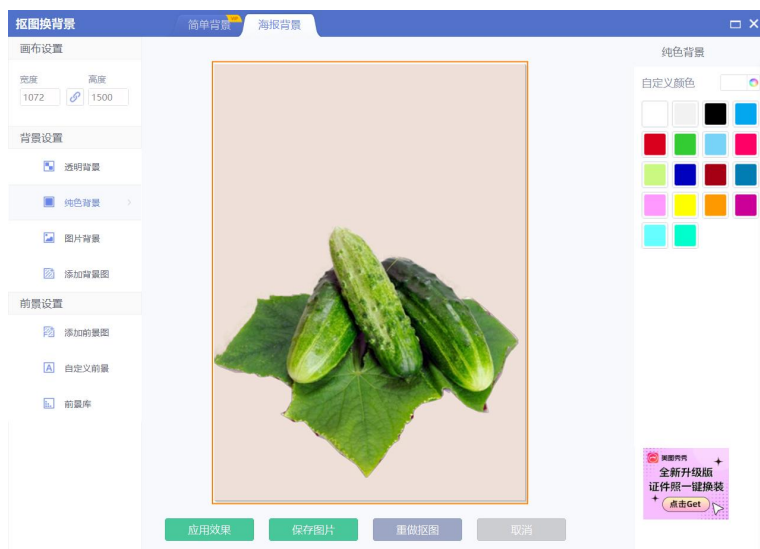 抠图换背景
简单背景
VIP
海报背景
画布设置
宽度 高度
1072 1500
背景设置
透明背景
纯色背景
图片背景
添加背景图
前景设置
添加前景图
自定义前景
前景库
纯色背景
自定义颜色
美图秀秀
全新升级版
证件照一键换装
点击Get
应用效果 保存图片 重做抠图 取消